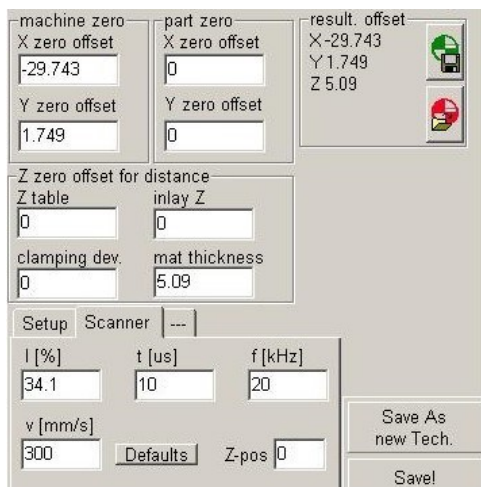 machine zero
X zero offset
-29.743
Y zero offset
1.749
part zero
X zero offset
0
Y zero offset
0
result. offset
X-29.743
Y 1.749
Z 5.09
Z zero offset for distance
Z table
0
inlay Z
0
clamping dev.
0
mat thickness
5.09
Setup Scanner ---
I [%]
34.1
t [us]
10
f [kHz]
20
v [mm/s]
300
Defaults
Z-pos 0
Save As
new Tech.
Save!